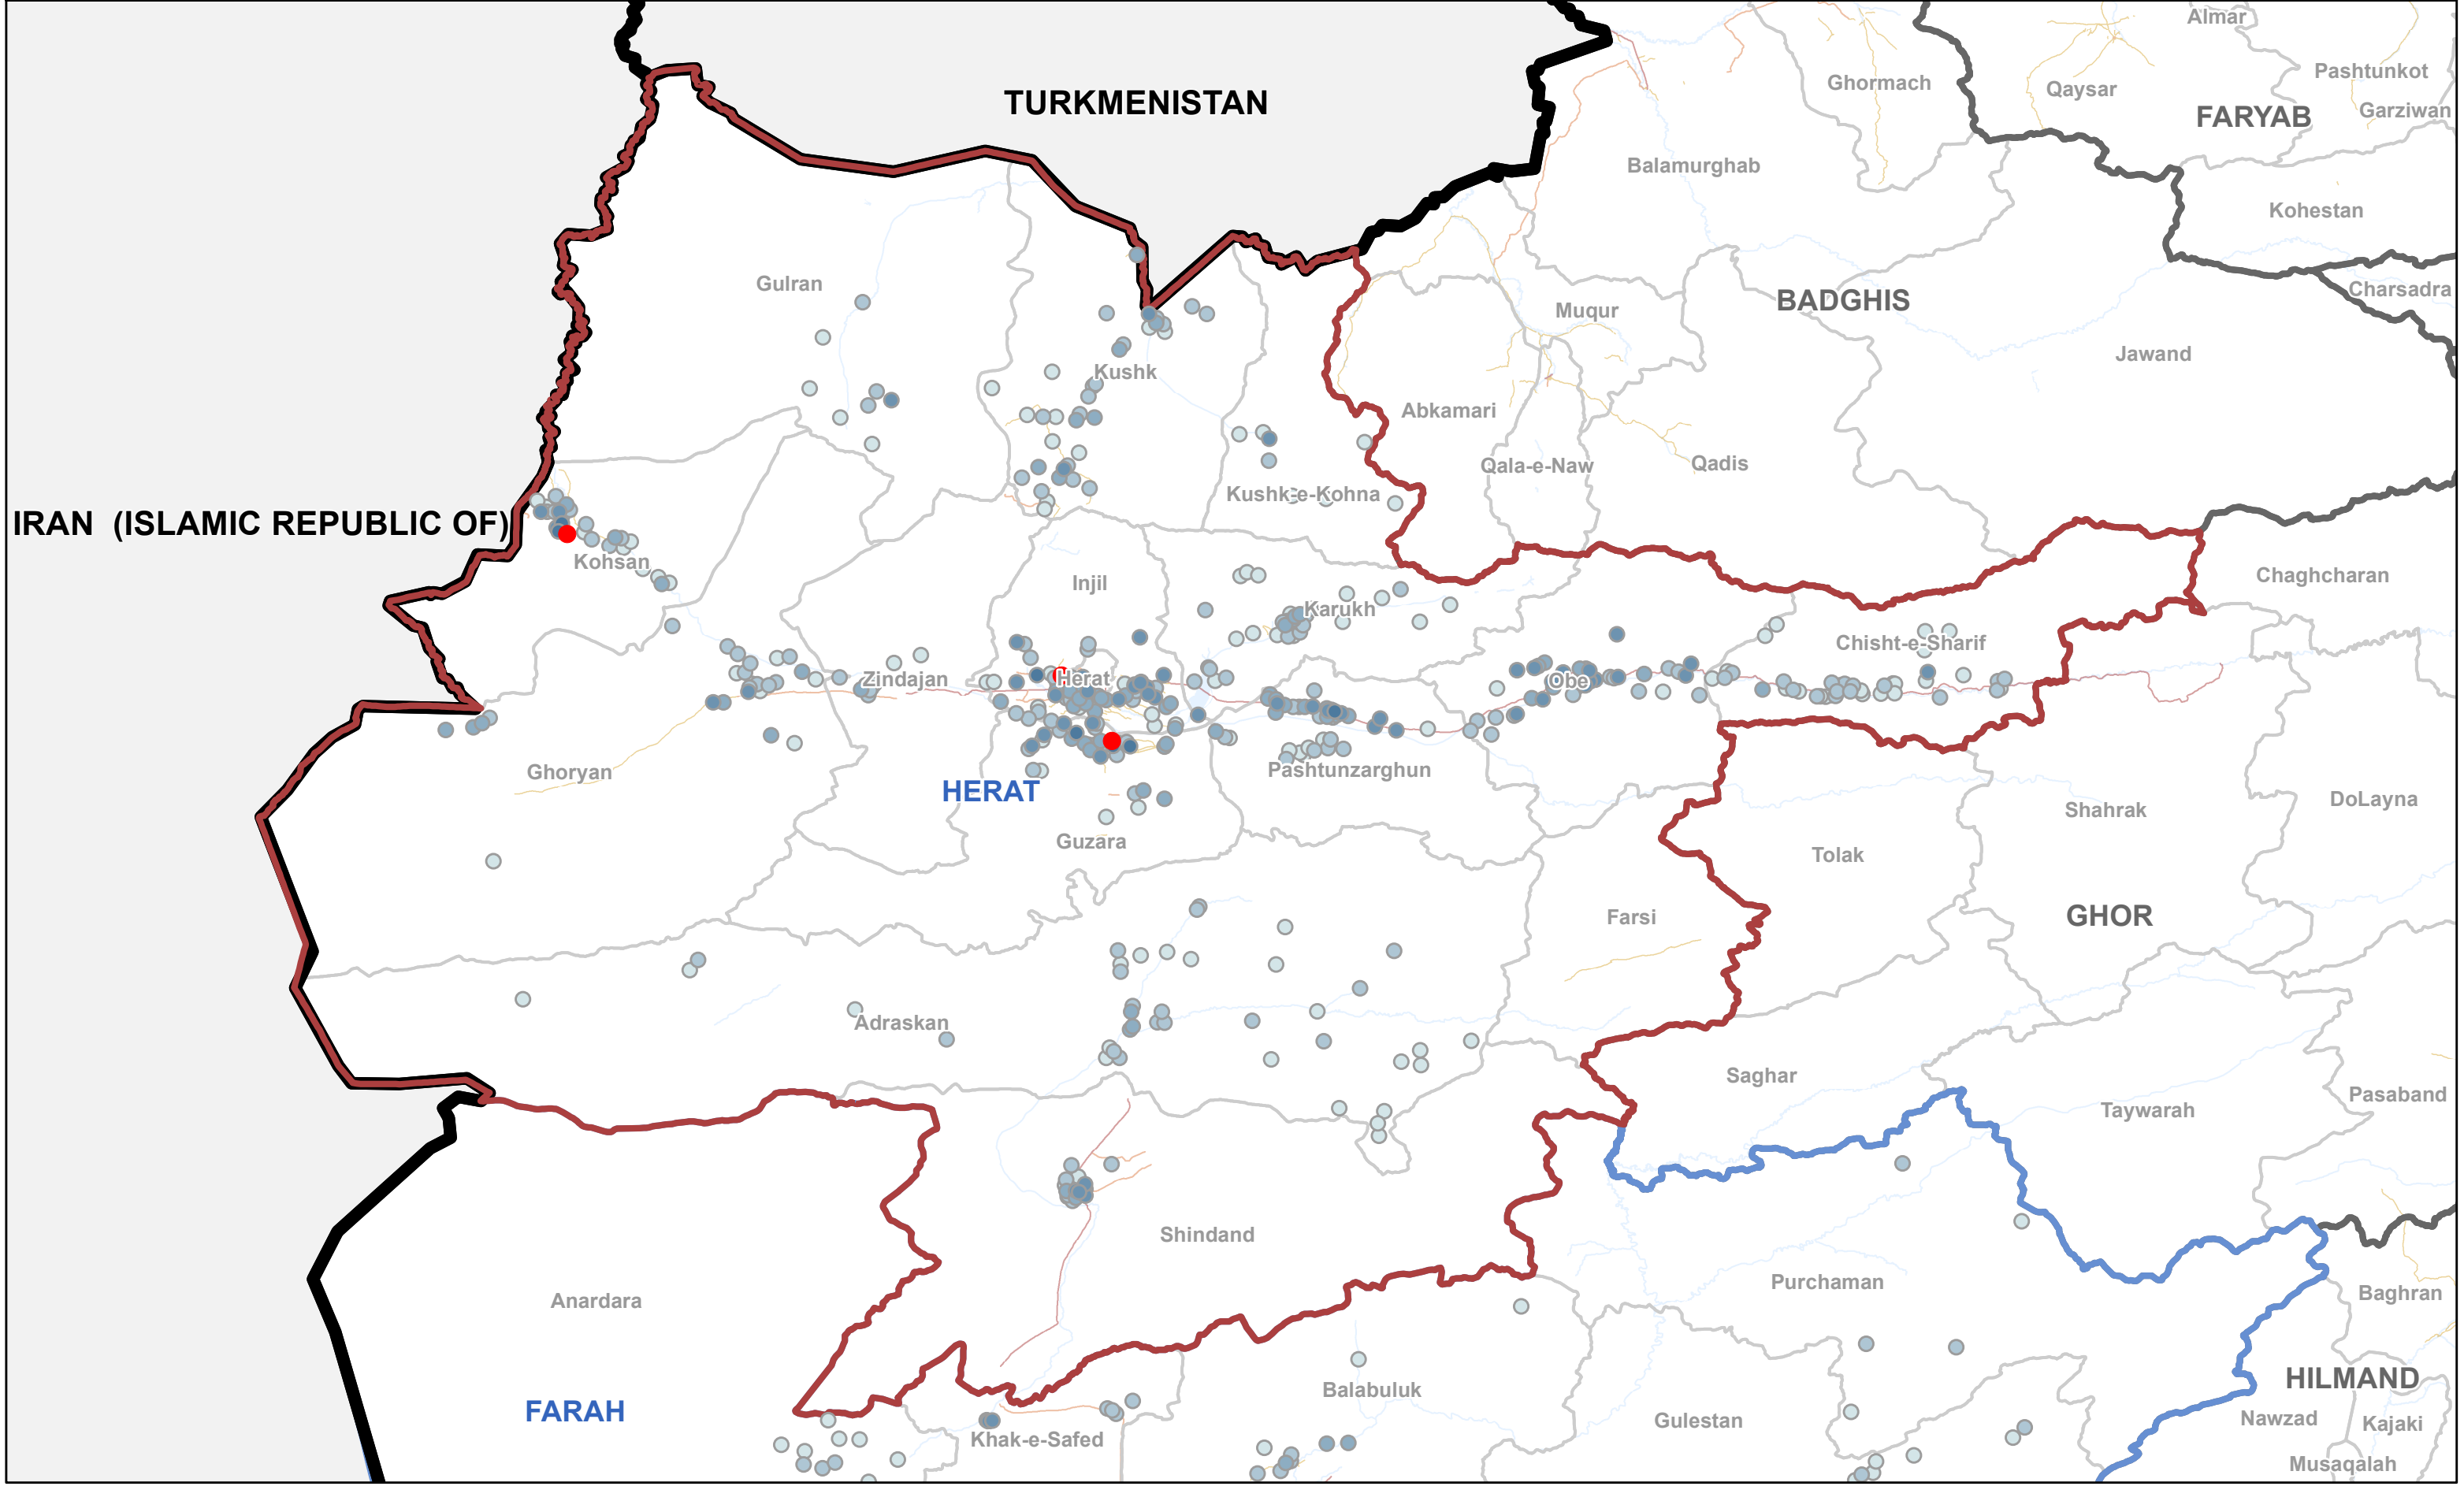 Almar
Pashtunkot
Ghormach
Qaysar
TURKMENISTAN
Garziwan
FARYAB
Balamurghab
Kohestan
Gulran
Charsadra
BADGHIS
Muqur
Jawand
Kushk
Abkamari
Qadis
Qala-e-Naw
Kushk-e-Kohna
IRAN (ISLAMIC REPUBLIC OF)
Kohsan
Chaghcharan
Injil
Karukh
Chisht-e-Sharif
Zindajan
Herat
Obe
Ghoryan
Pashtunzarghun
HERAT
DoLayna
Shahrak
Guzara
Tolak
Farsi
GHOR
Adraskan
Saghar
Pasaband
Taywarah
Shindand
Purchaman
Baghran
Anardara
HILMAND
Balabuluk
FARAH
Gulestan
Nawzad
Kajaki
Khak-e-Safed
Musaqalah